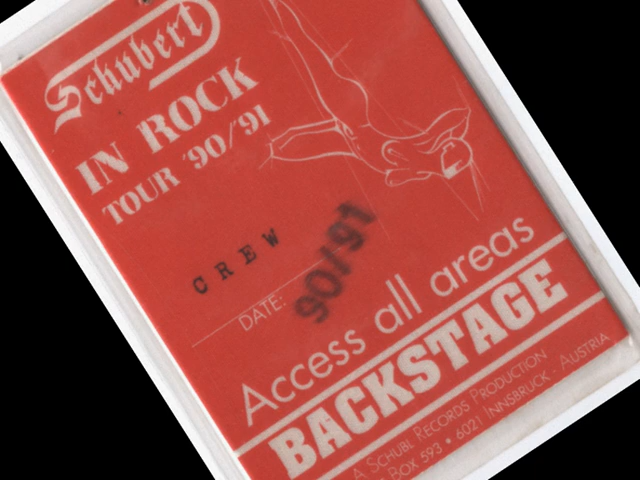 Schubert
IN ROCK
TOUR '90/'91
CREW
DATE: 90/91
Access all areas
BACKSTAGE
A SCHUBL RECORDS PRODUCTION
BOX 593 • 6021 INNSBRUCK - AUSTRIA